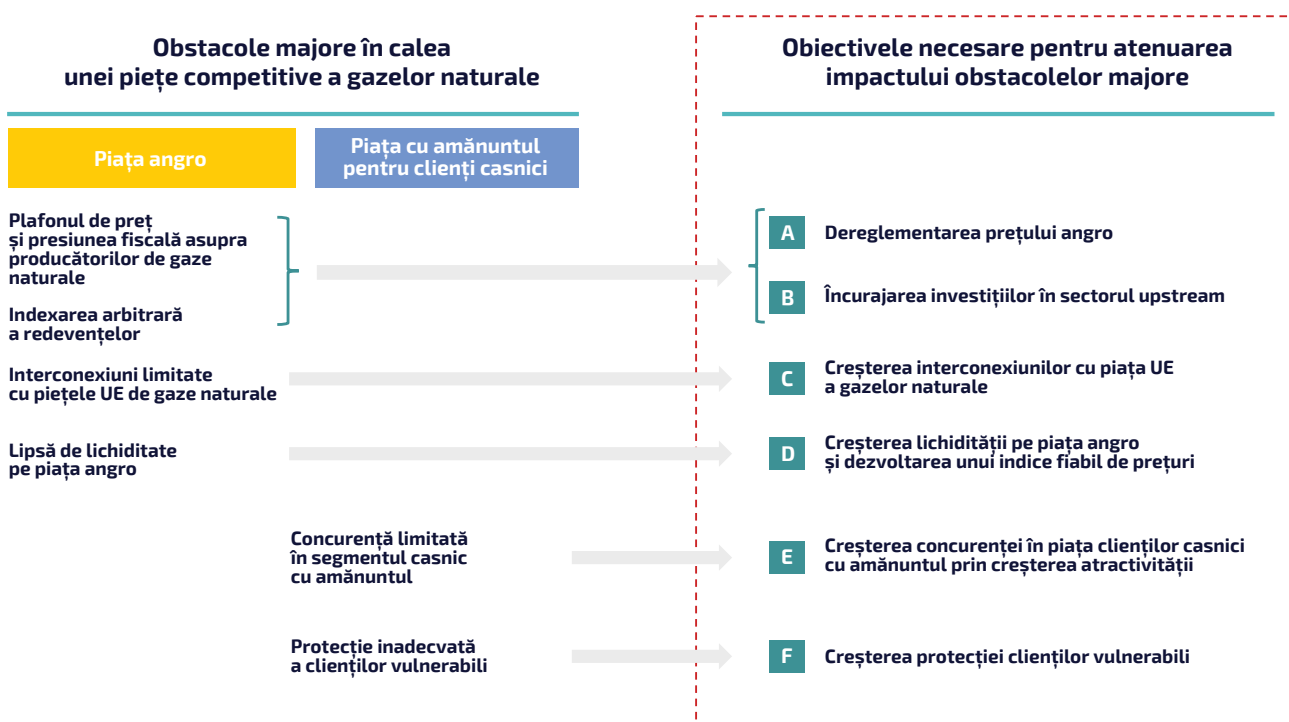 Obstacole majore în calea
unei piețe competitive a gazelor naturale
Obiectivele necesare pentru atenuarea
impactului obstacolelor majore
Piața angro
Piața cu amănuntul
pentru clienți casnici
Plafonul de preț
și presiunea fiscală asupra
producătorilor de gaze
naturale
Indexarea arbitrară
a redevențelor
A
Dereglementarea prețului angro
B
Încurajarea investițiilor în sectorul upstream
Interconexiuni limitate
cu piețele UE de gaze naturale
C
Creșterea interconexiunilor cu piața UE
a gazelor naturale
Lipsă de lichiditate
pe piața angro
D
Creșterea lichidității pe piața angro
și dezvoltarea unui indice fiabil de prețuri
Concurență limitată
în segmentul casnic
cu amănuntul
E
Creșterea concurenței în piața clienților casnici
cu amănuntul prin creșterea atractivității
Protecție inadecvată
a clienților vulnerabili
F
Creșterea protecției clienților vulnerabili